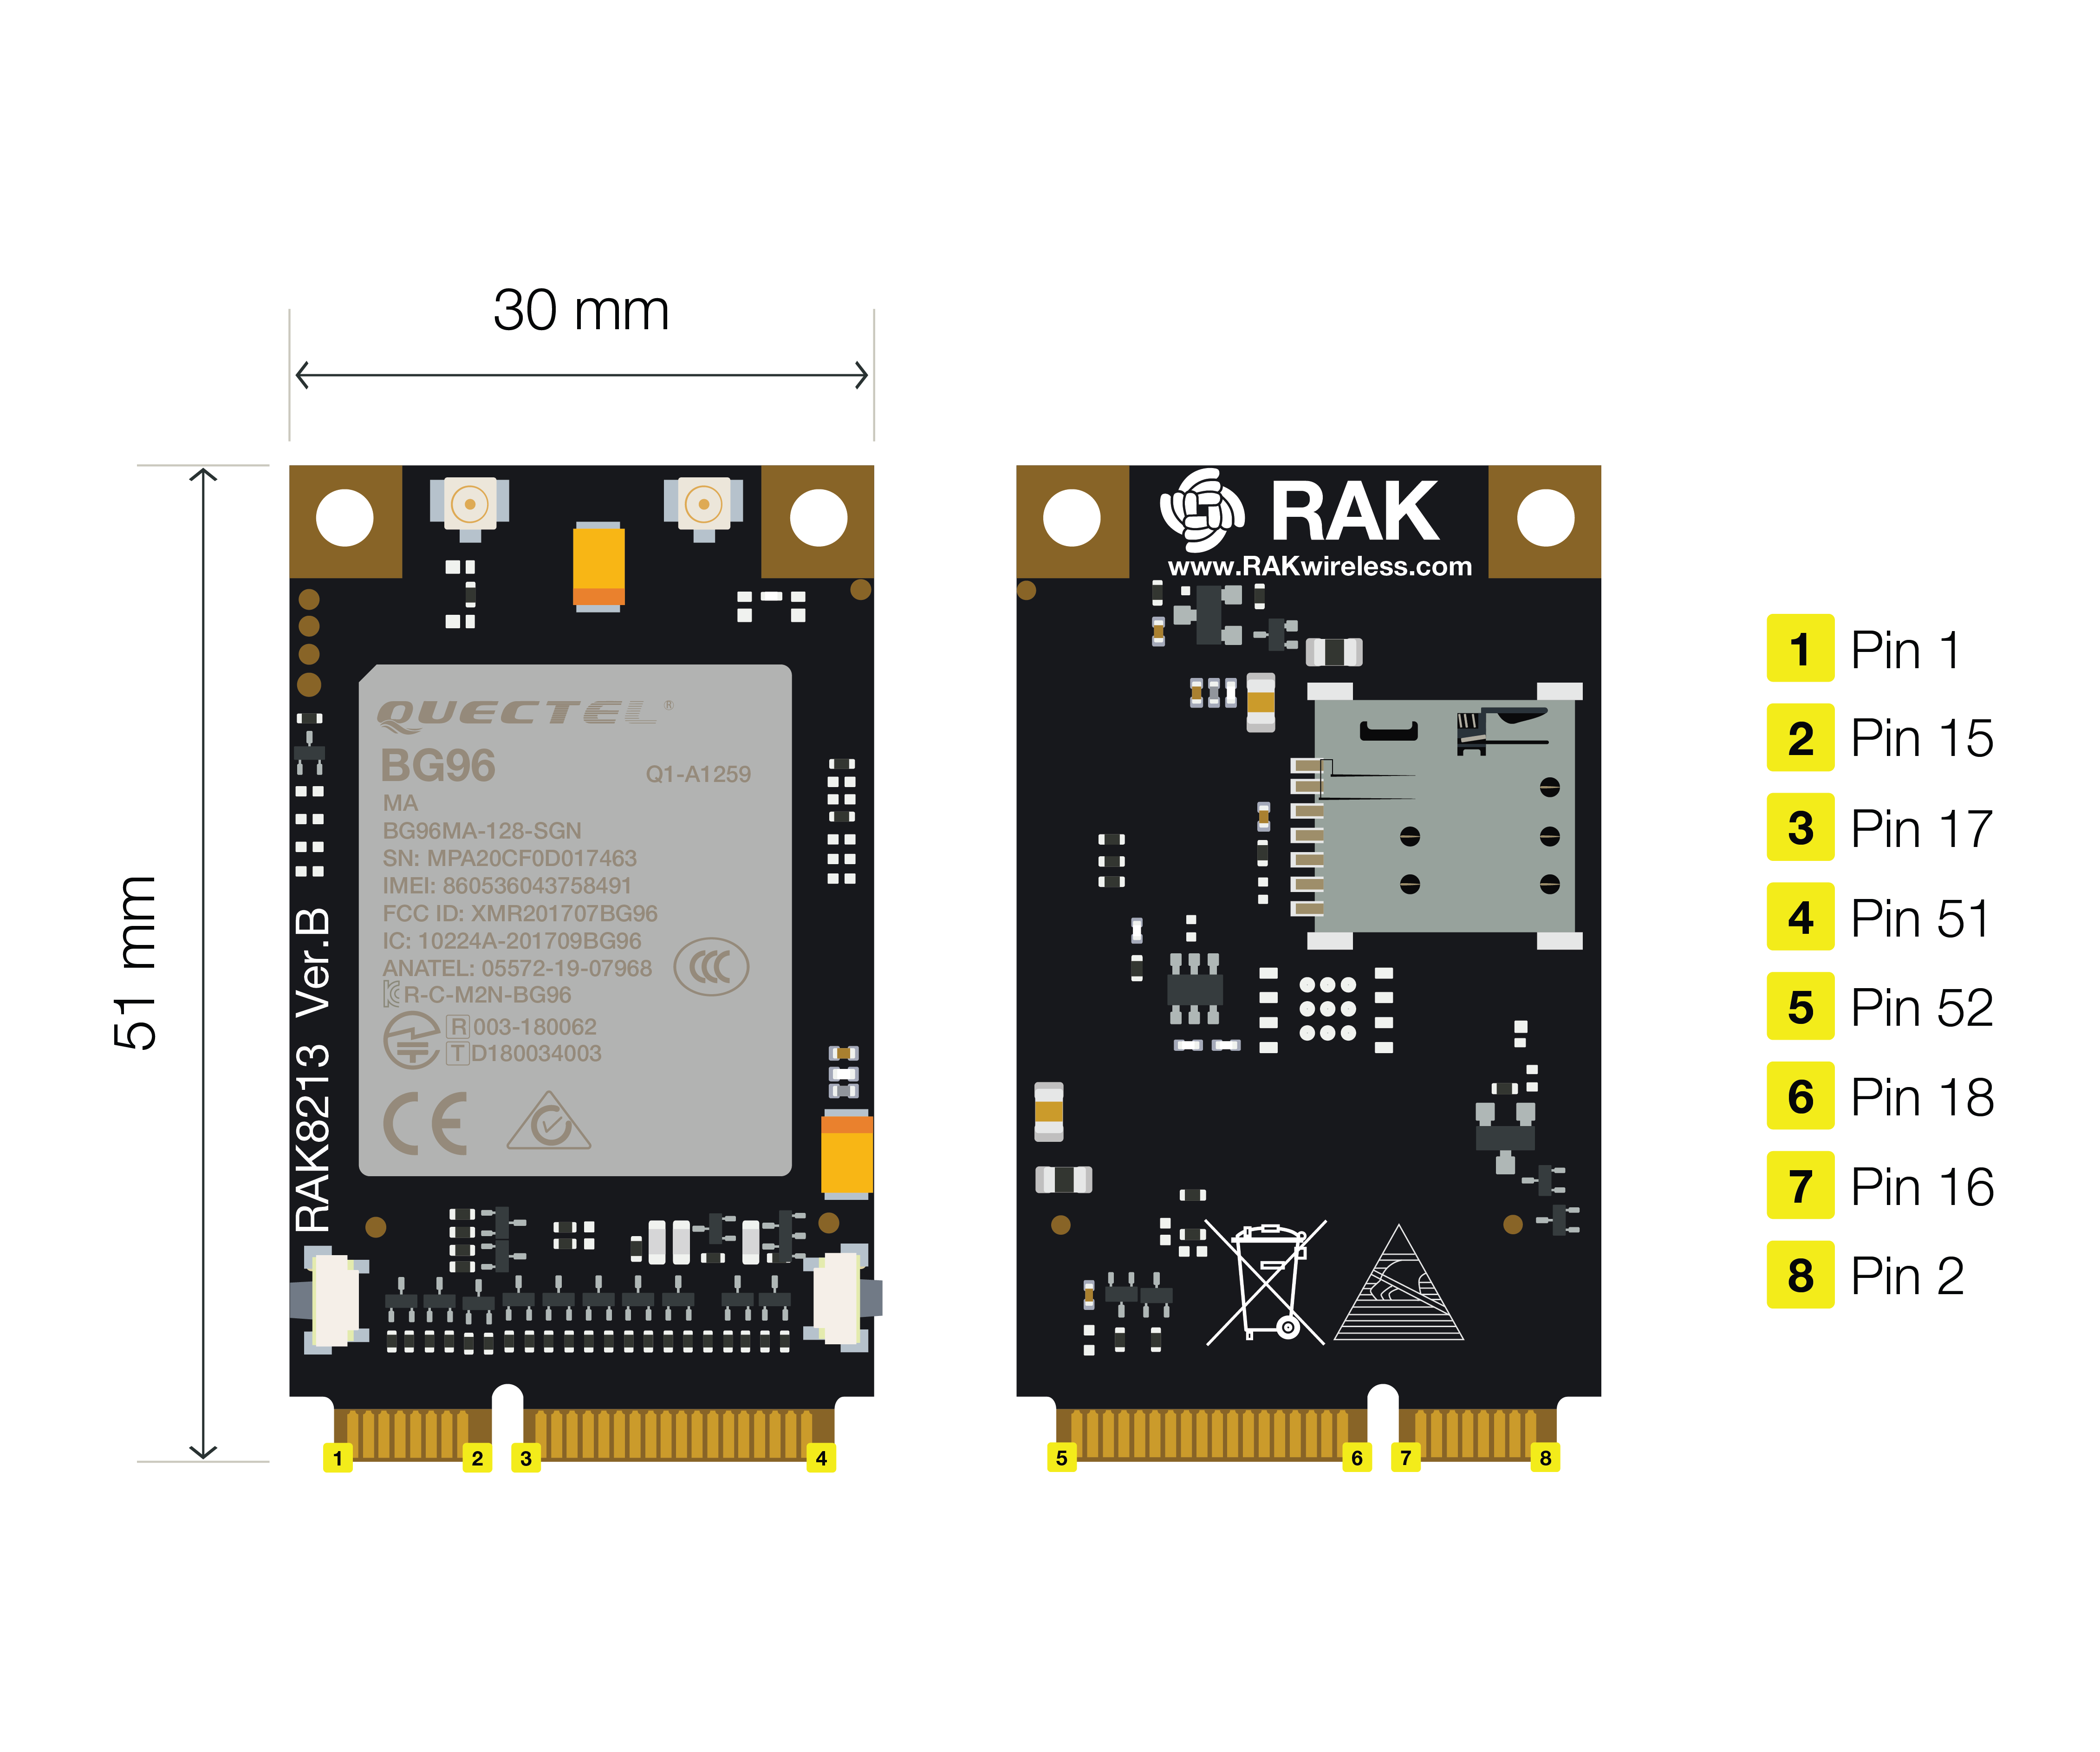 30 mm
51 mm
QUECTEL ®
BG96
Q1-A1259
MA
BG96MA-128-SGN
SN: MPA20CF0D017463
IMEI: 860536043758491
FCC ID: XMR201707BG96
IC: 10224A-201709BG96
ANATEL: 05572-19-07968
R-C-M2N-BG96
R 003-180062
T D180034003
CE
RAK8213 Ver.B
1 2 3 4
RAK
www.RAKwireless.com
5 6 7 8
1 Pin 1
2 Pin 15
3 Pin 17
4 Pin 51
5 Pin 52
6 Pin 18
7 Pin 16
8 Pin 2